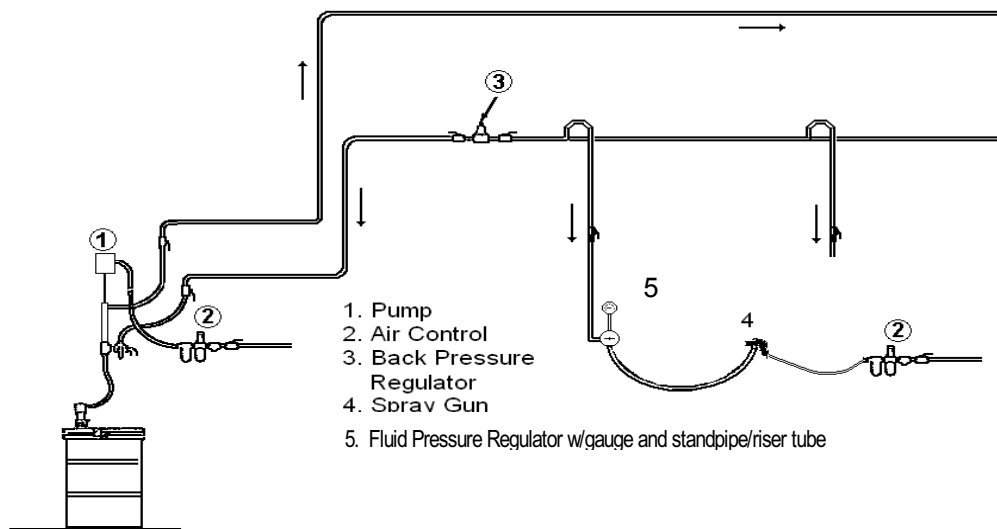 3
1
5
2
4
2
1. Pump
2. Air Control
3. Back Pressure
Regulator
4. Spray Gun
5. Fluid Pressure Regulator w/gauge and standpipe/riser tube